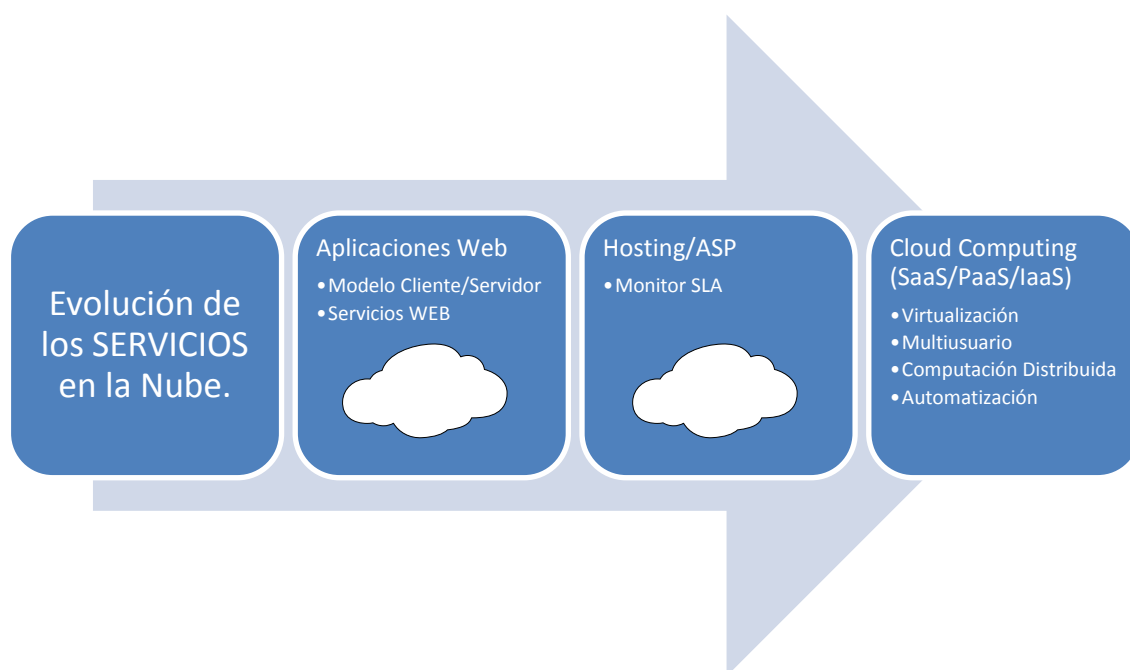 Evolución de
los SERVICIOS
en la Nube.
Aplicaciones Web
•Modelo Cliente/Servidor
•Servicios WEB
Hosting/ASP
•Monitor SLA
Cloud Computing
(SaaS/PaaS/IaaS)
•Virtualización
•Multiusuario
•Computación Distribuida
•Automatización